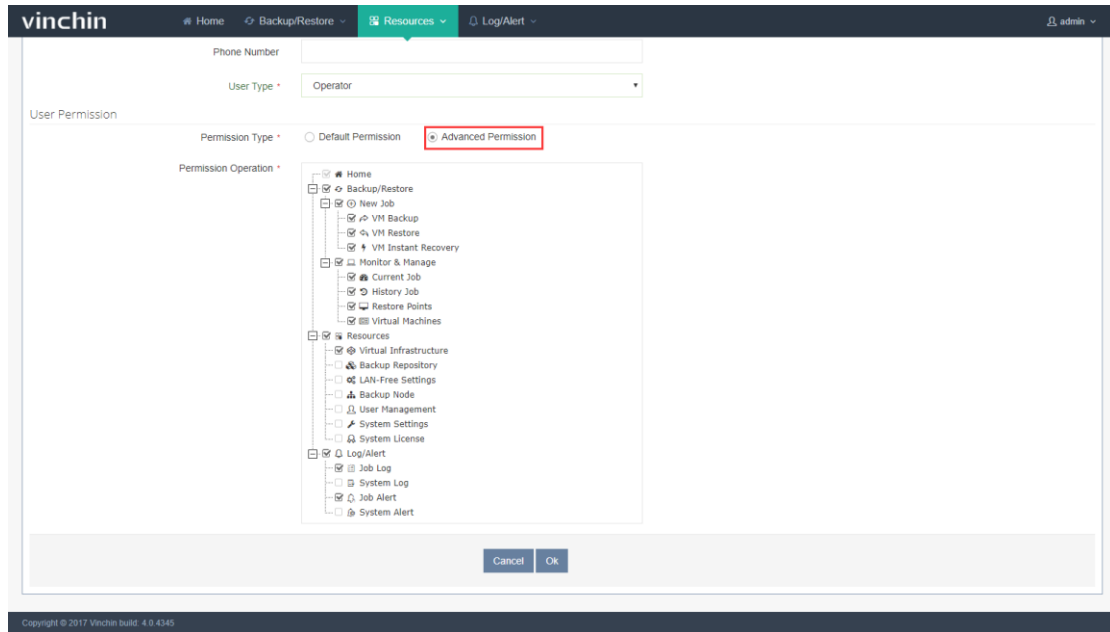 vinchin Home Backup/Restore Resources Log/Alert admin
Phone Number
User Type * Operator
User Permission
Permission Type * Default Permission Advanced Permission
Permission Operation *
Home
Backup/Restore
New Job
VM Backup
VM Restore
VM Instant Recovery
Monitor & Manage
Current Job
History Job
Restore Points
Virtual Machines
Resources
Virtual Infrastructure
Backup Repository
LAN-Free Settings
Backup Node
User Management
System Settings
System License
Log/Alert
Job Log
System Log
Job Alert
System Alert
Cancel Ok
Copyright © 2017 Vinchin build: 4.0.4345